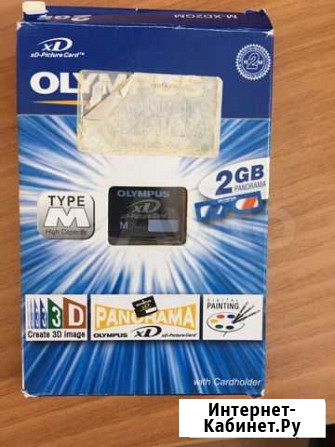 M-XD2GM
xD
xD-Picture Card™
OLYMPUS
2GB
PANORAMA
TYPE
M
High Capacity
OLYMPUS
xD-Picture Card
M
3D
Create 3D image
PANORAMA
OLYMPUS xD
DIGITAL
PAINTING
with Cardholder
Интернет-
Кабинет.Ру